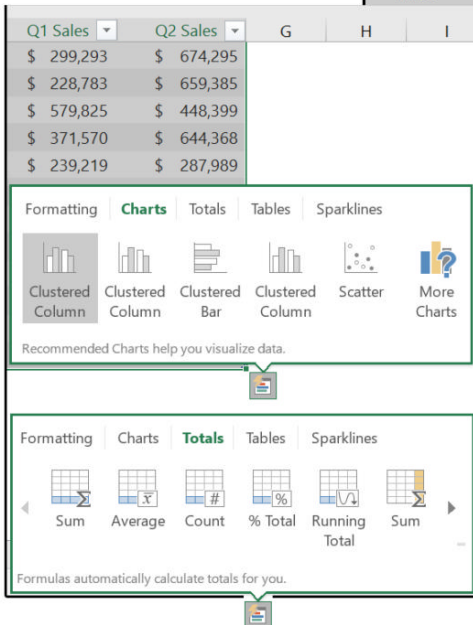 Q1 Sales Q2 Sales G H I
$ 299,293 $ 674,295
$ 228,783 $ 659,385
$ 579,825 $ 448,399
$ 371,570 $ 644,368
$ 239,219 $ 287,989
Formatting Charts Totals Tables Sparklines
Clustered Column Clustered Column Clustered Bar Clustered Column Scatter More Charts
Recommended Charts help you visualize data.
Formatting Charts Totals Tables Sparklines
Sum Average Count % Total Running Total Sum
Formulas automatically calculate totals for you.